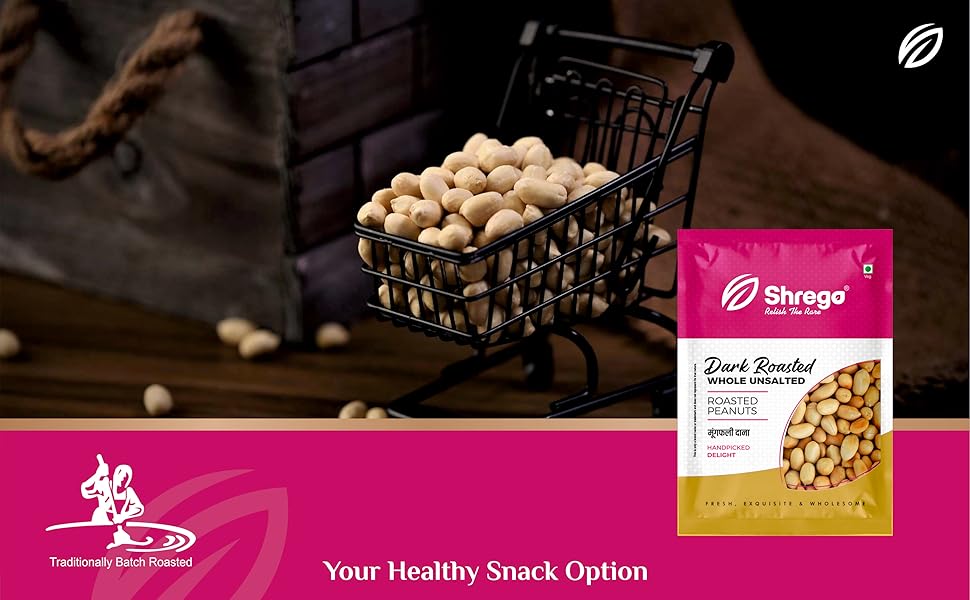 Veg
Shrego®
Relish The Rare
Dark Roasted
WHOLE UNSALTED
ROASTED
PEANUTS
मूंगफली दाना
HANDPICKED
DELIGHT
FRESH, EXQUISITE & WHOLESOME
Traditionally Batch Roasted
Your Healthy Snack Option